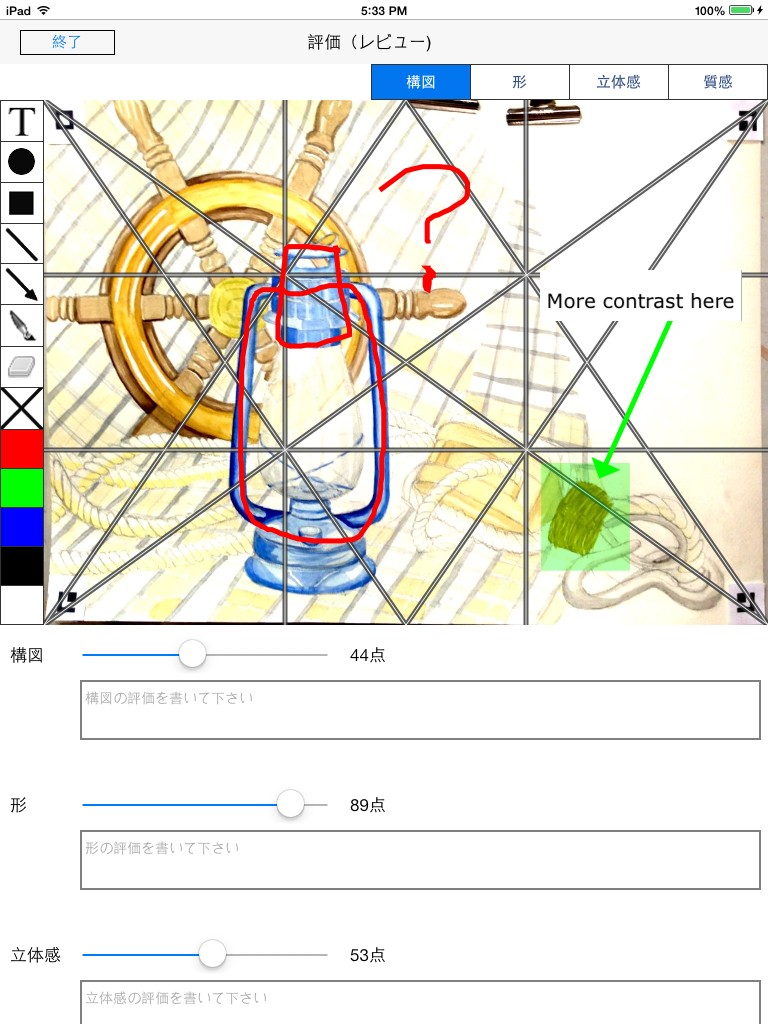 iPad 5:33 PM 100%
終了 評価（レビュー)
構図 形 立体感 質感
T
?
More contrast here
構図 44点
構図の評価を書いて下さい
形 89点
形の評価を書いて下さい
立体感 53点
立体感の評価を書いて下さい